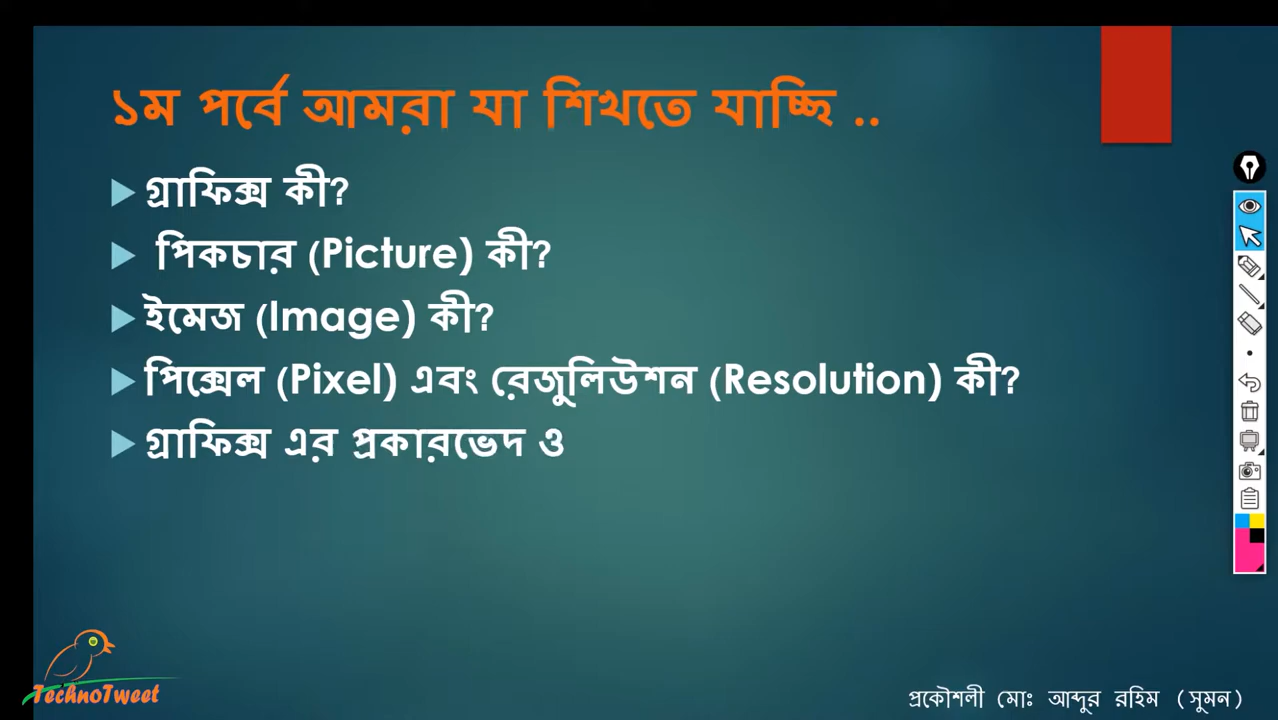 ১ম পর্বে আমরা যা শিখতে যাচ্ছি ..
গ্রাফিক্স কী?
পিকচার (Picture) কী?
ইমেজ (Image) কী?
পিক্সেল (Pixel) এবং রেজুলিউশন (Resolution) কী?
গ্রাফিক্স এর প্রকারভেদ ও
TechnoTweet
প্রকৌশলী মোঃ আব্দুর রহিম (সুমন)